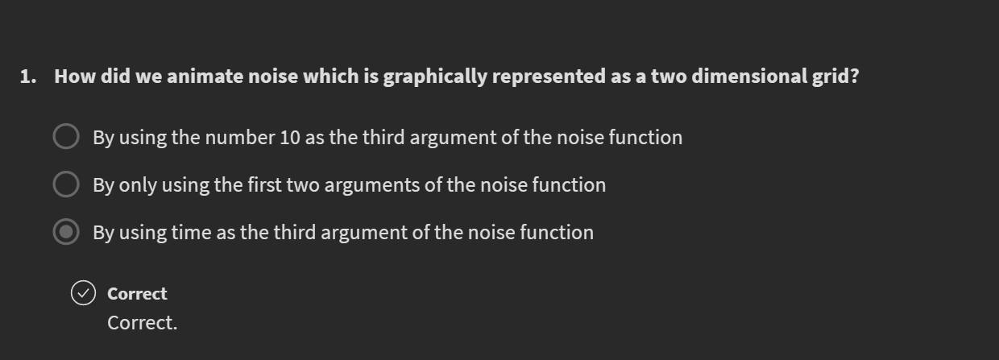 1. How did we animate noise which is graphically represented as a two dimensional grid?
By using the number 10 as the third argument of the noise function
By only using the first two arguments of the noise function
By using time as the third argument of the noise function
Correct
Correct.